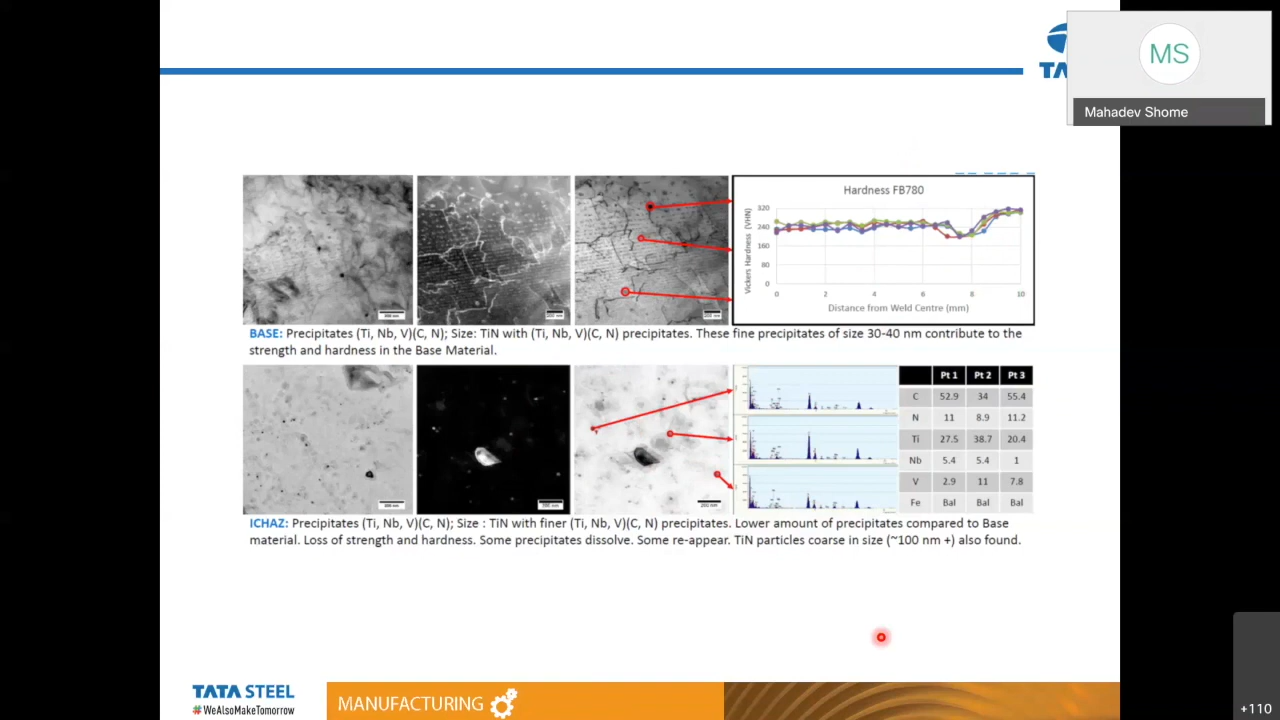 TA
MS
Mahadev Shome
Hardness FB780
Vickers Hardness (VHN)
320
240
160
80
0
0 2 4 6 8 10
Distance from Weld Centre (mm)
BASE: Precipitates (Ti, Nb, V)(C, N); Size: TiN with (Ti, Nb, V)(C, N) precipitates. These fine precipitates of size 30-40 nm contribute to the
strength and hardness in the Base Material.
Pt 1 Pt 2 Pt 3
C 52.9 34 55.4
N 11 8.9 11.2
Ti 27.5 38.7 20.4
Nb 5.4 5.4 1
V 2.9 11 7.8
Fe Bal Bal Bal
ICHAZ: Precipitates (Ti, Nb, V)(C, N); Size : TiN with finer (Ti, Nb, V)(C, N) precipitates. Lower amount of precipitates compared to Base
material. Loss of strength and hardness. Some precipitates dissolve. Some re-appear. TiN particles coarse in size (~100 nm +) also found.
TATA STEEL
#WeAlsoMakeTomorrow
MANUFACTURING
+110